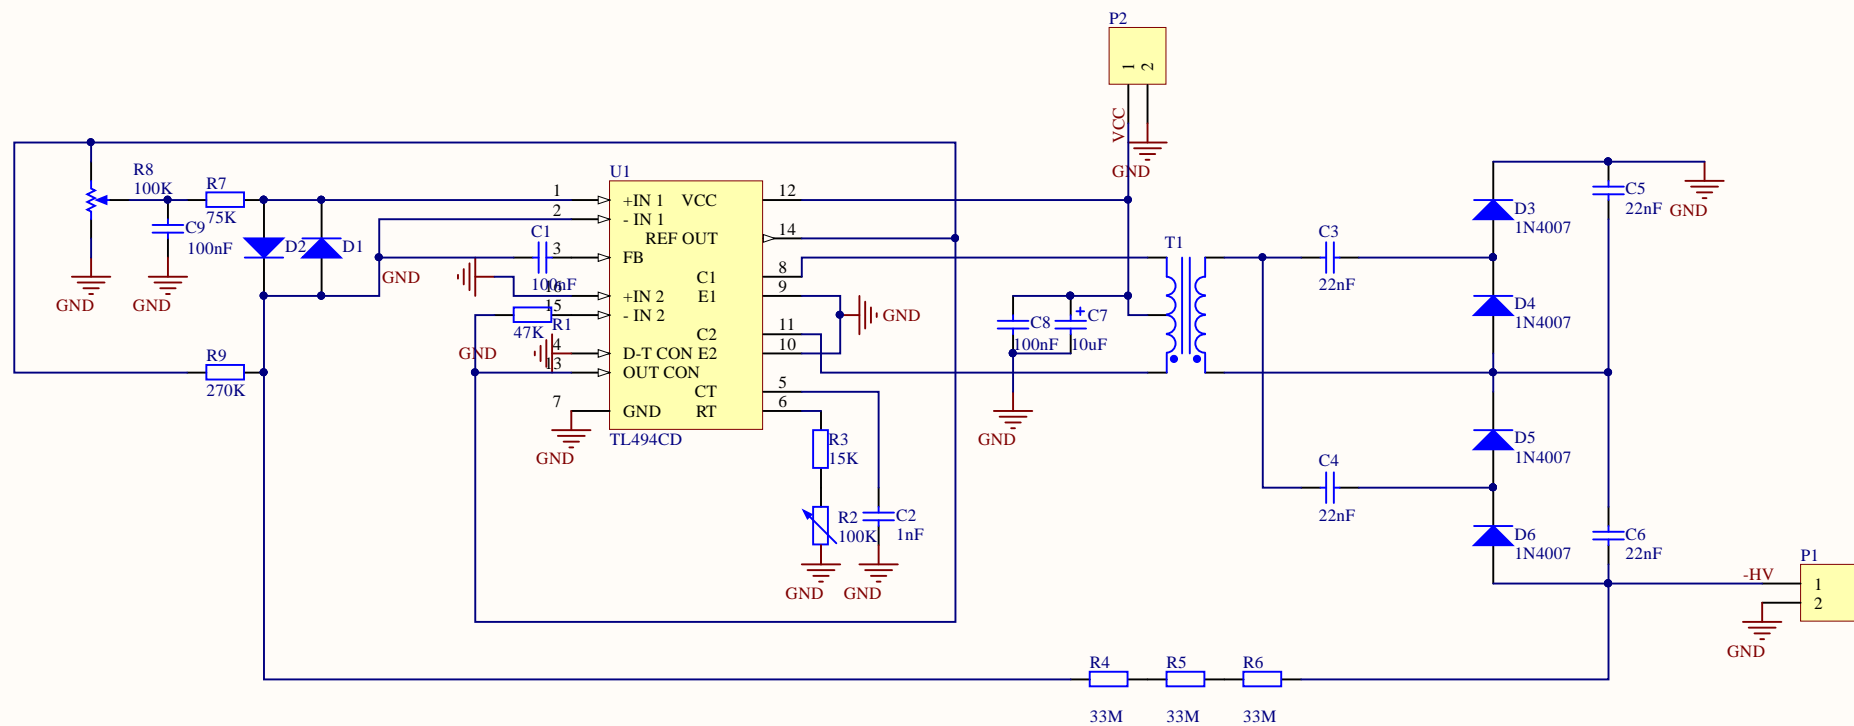 P2
1
2
VCC
GND
R8
100K
R7
75K
C9
100nF
GND
GND
D2
D1
GND
R9
270K
U1
1
2
3
16
15
4
13
7
+IN 1
- IN 1
FB
+IN 2
- IN 2
D-T CON
OUT CON
GND
VCC
REF OUT
C1
E1
C2
E2
CT
RT
12
14
8
9
11
10
5
6
TL494CD
C1
100nF
R1
47K
GND
GND
GND
R3
15K
R2
100K
C2
1nF
GND
GND
C8
100nF
+
C7
10uF
GND
T1
C3
22nF
C4
22nF
D3
1N4007
D4
1N4007
D5
1N4007
D6
1N4007
C5
22nF
GND
C6
22nF
-HV
P1
1
2
GND
R4
33M
R5
33M
R6
33M